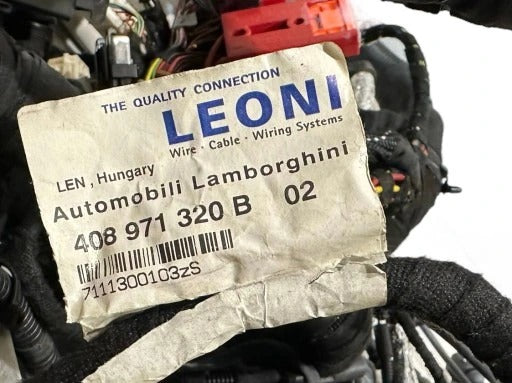 THE QUALITY CONNECTION
LEONI
Wire · Cable · Wiring Systems
LEN , Hungary
Automobili Lamborghini
408 971 320 B 02
7111300103zS